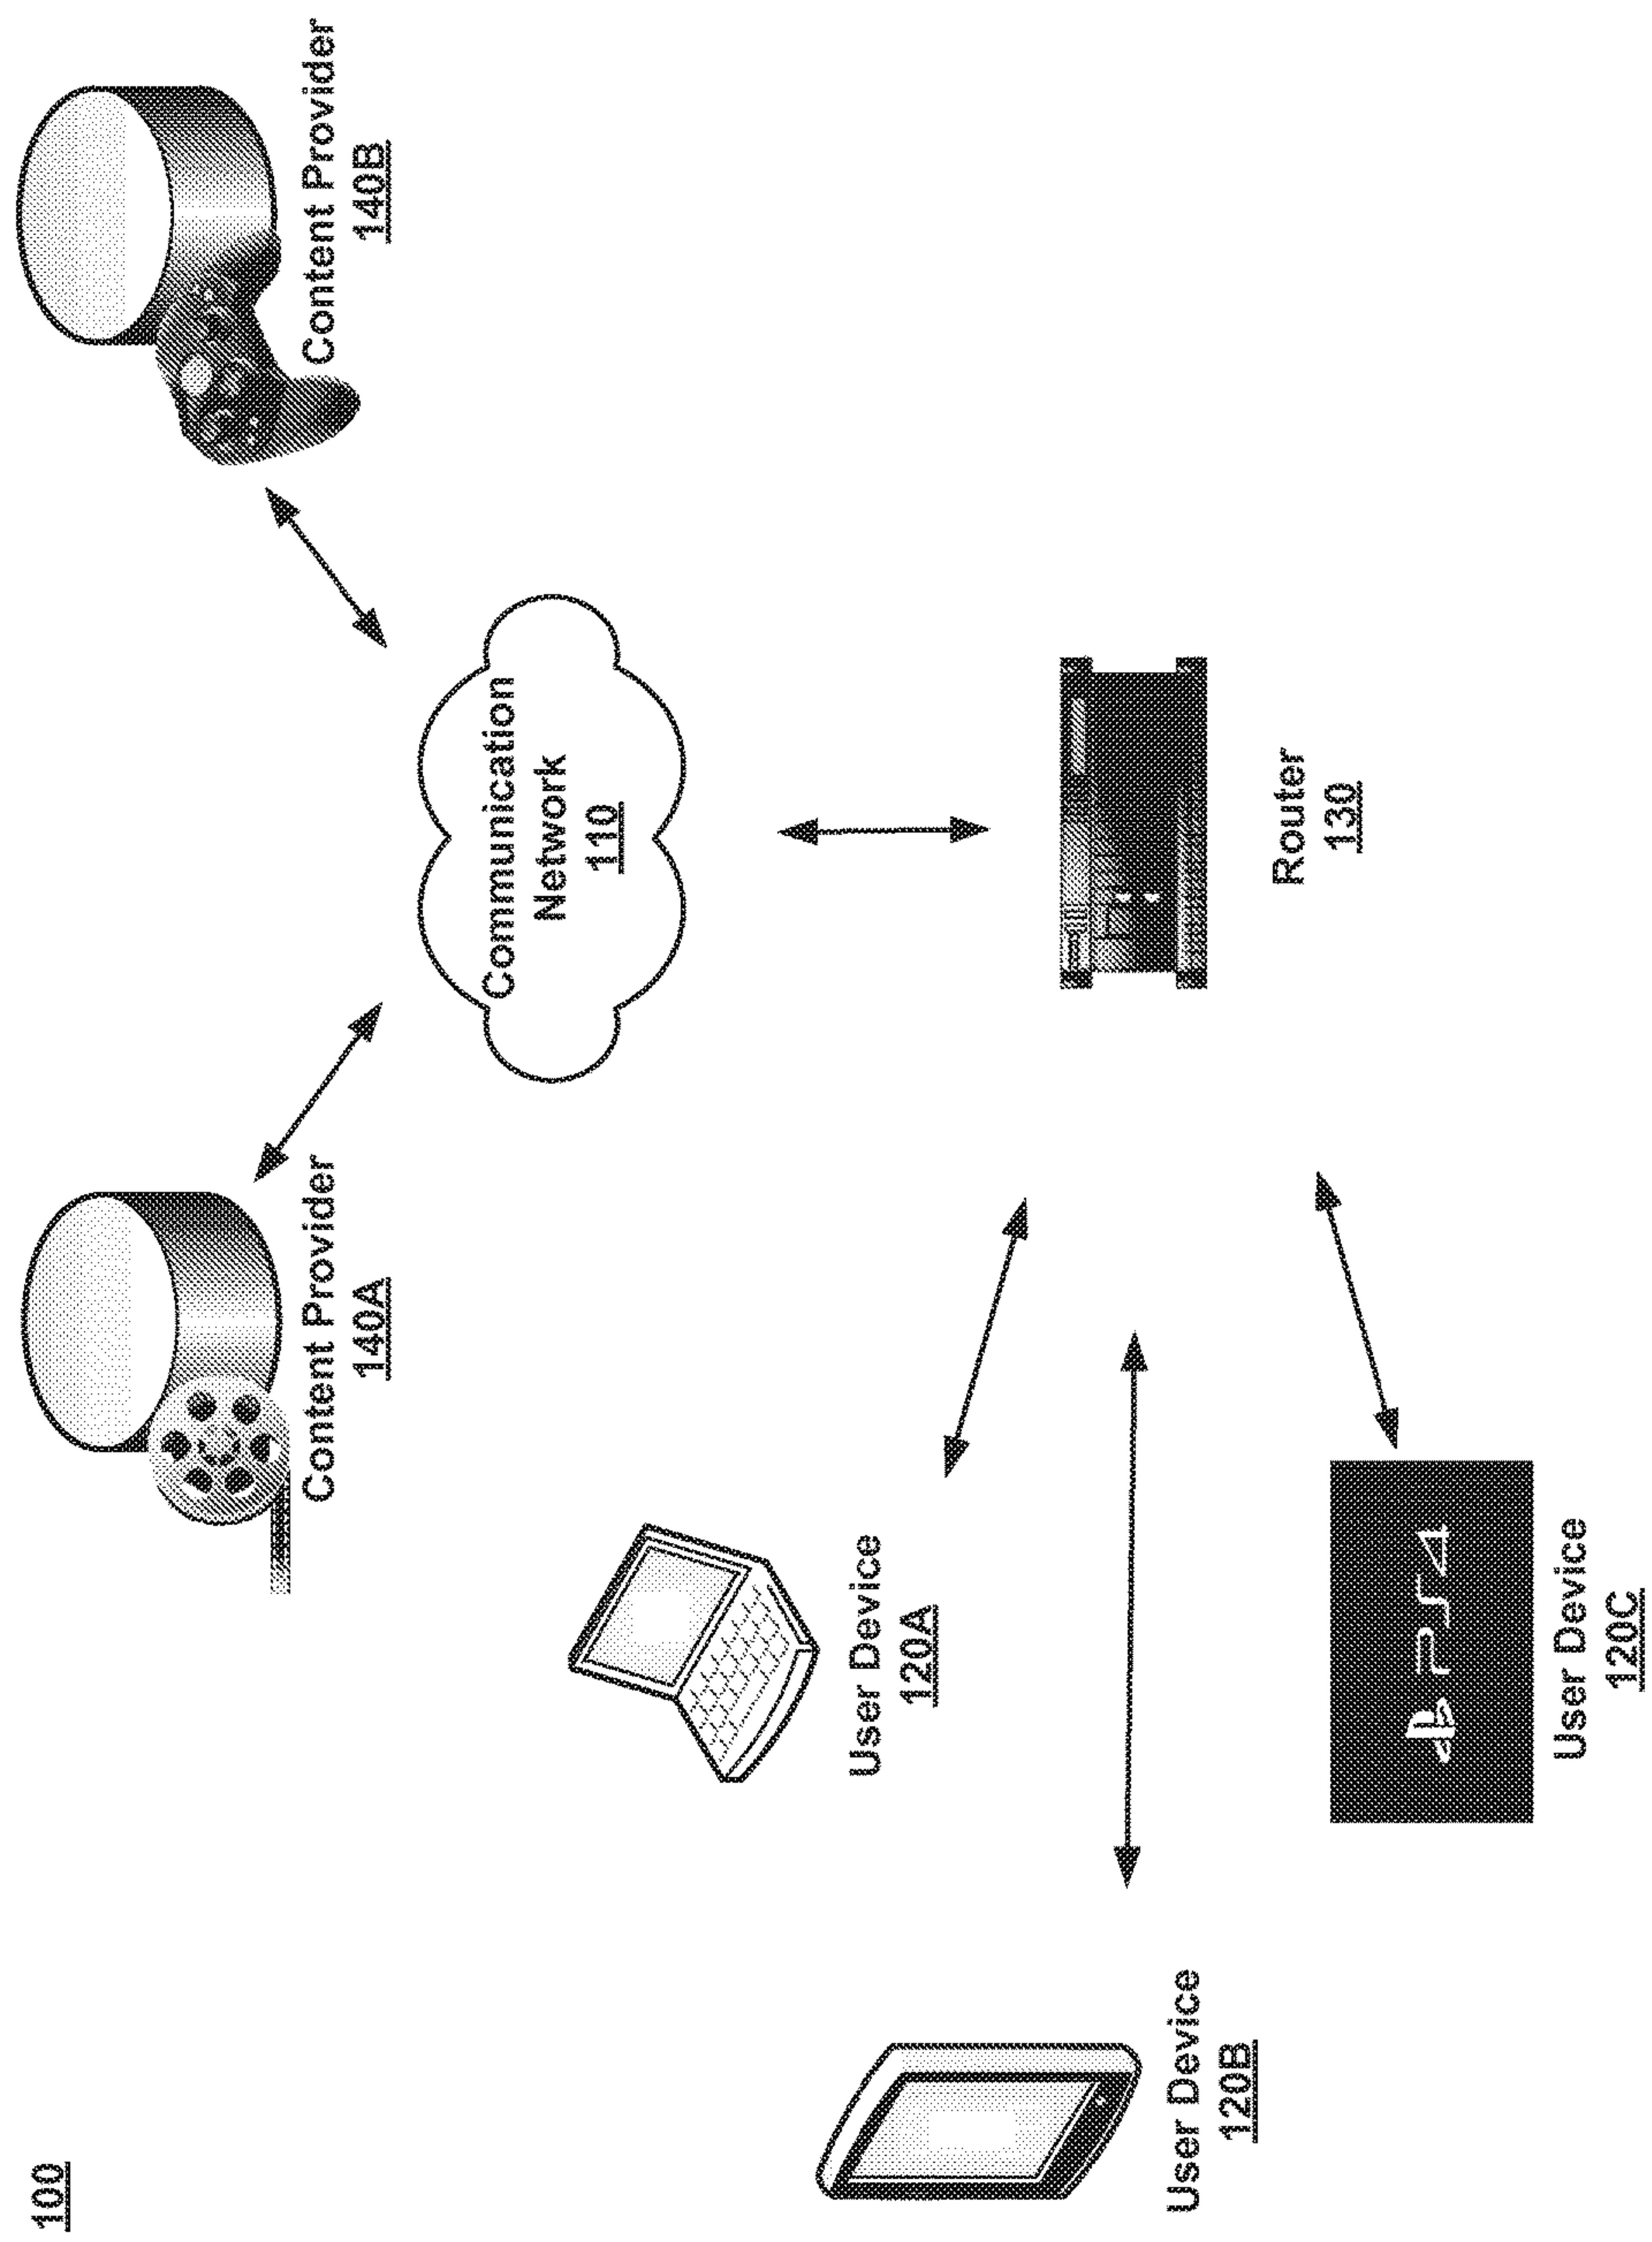 100
Content Provider
140A
Content Provider
140B
Communication
Network
110
User Device
120A
User Device
120B
Router
130
PS4
User Device
120C